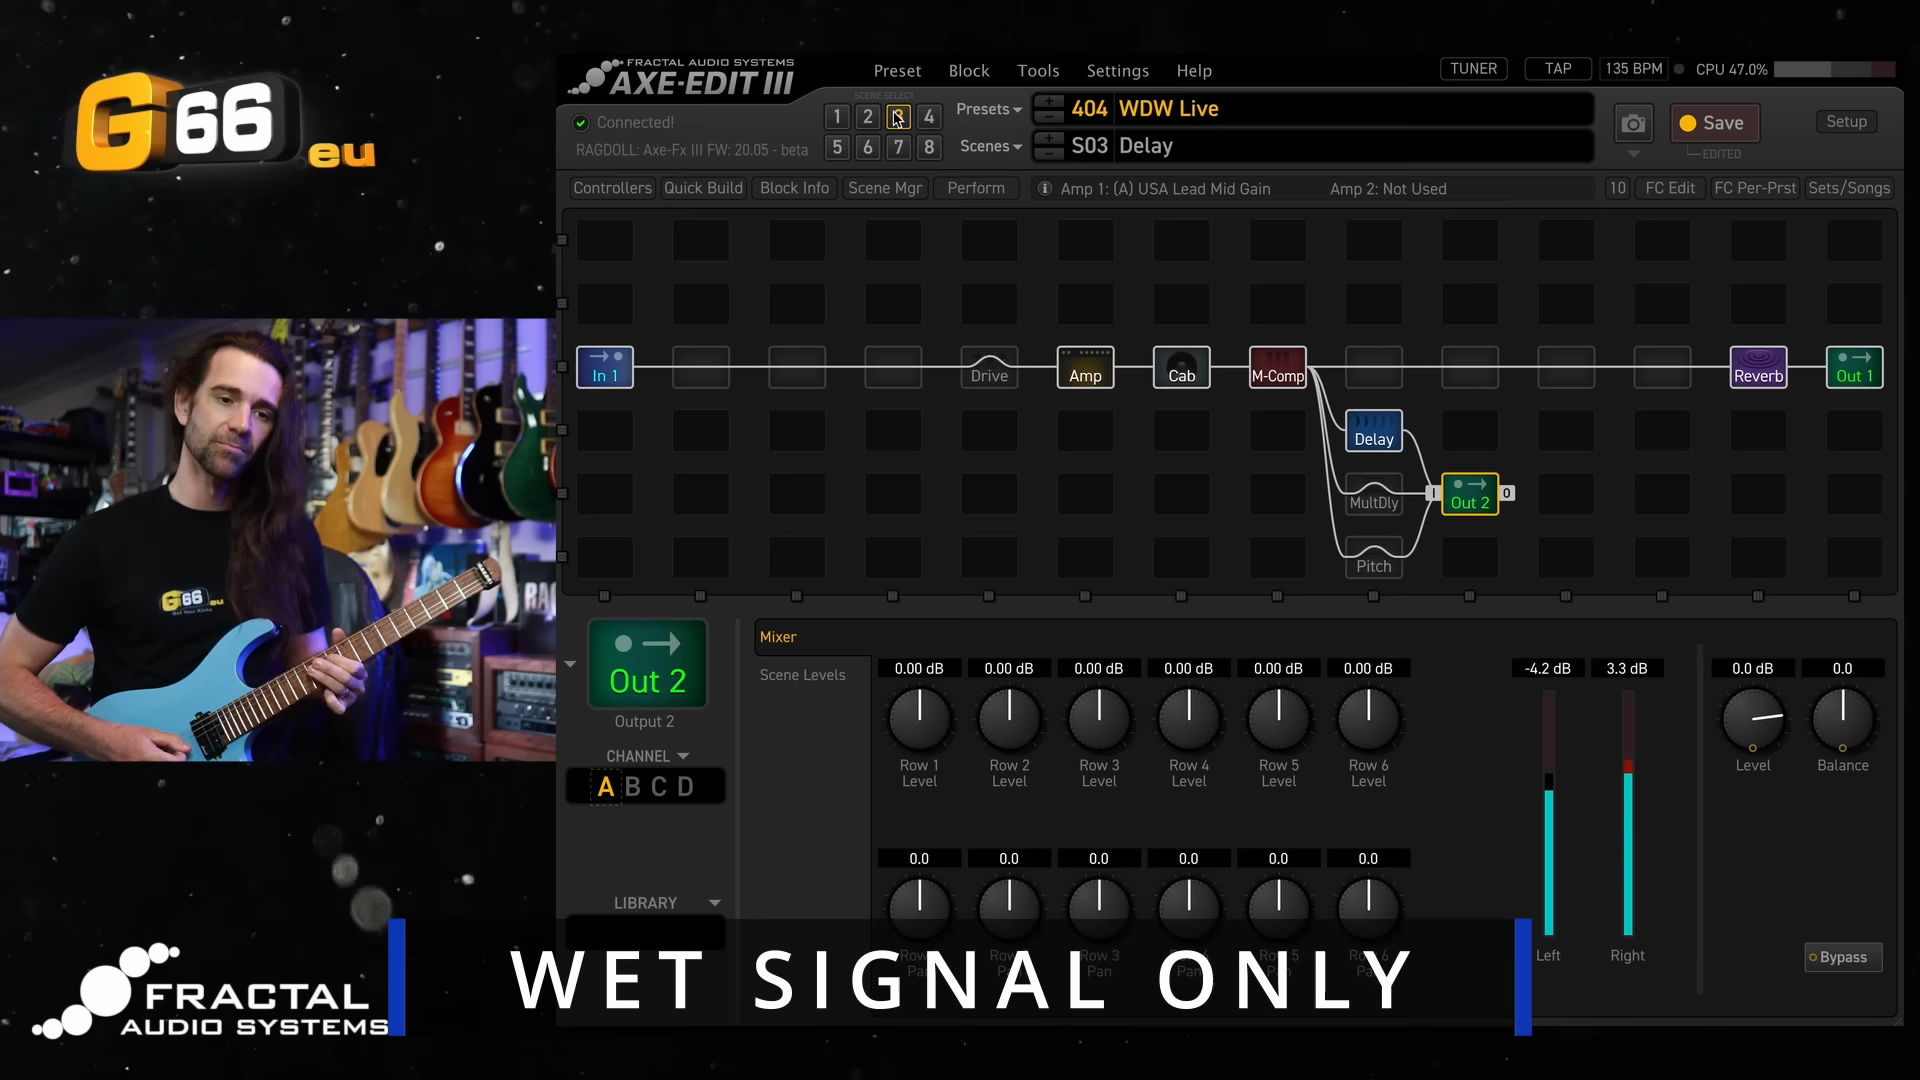 G66
eu
FRACTAL AUDIO SYSTEMS
AXE-EDIT III
Preset Block Tools Settings Help
TUNER TAP 135 BPM CPU 47.0%
Connected!
RAGDOLL: Axe-Fx III FW: 20.05 - beta
SCENE SELECT
1 2 3 4
5 6 7 8
Presets 404 WDW Live
Scenes S03 Delay
Save
EDITED
Setup
Controllers Quick Build Block Info Scene Mgr Perform
Amp 1: (A) USA Lead Mid Gain Amp 2: Not Used
10 FC Edit FC Per-Prst Sets/Songs
In 1 Drive Amp Cab M-Comp Reverb Out 1
Delay
MultDly I Out 2 O
Pitch
G66 eu
Out 2
Output 2
CHANNEL
A B C D
LIBRARY
Mixer
Scene Levels
0.00 dB 0.00 dB 0.00 dB 0.00 dB 0.00 dB 0.00 dB
Row 1 Level Row 2 Level Row 3 Level Row 4 Level Row 5 Level Row 6 Level
0.0 0.0 0.0 0.0 0.0 0.0
-4.2 dB 3.3 dB
Left Right
0.0 dB 0.0
Level Balance
Bypass
WET SIGNAL ONLY
FRACTAL
AUDIO SYSTEMS